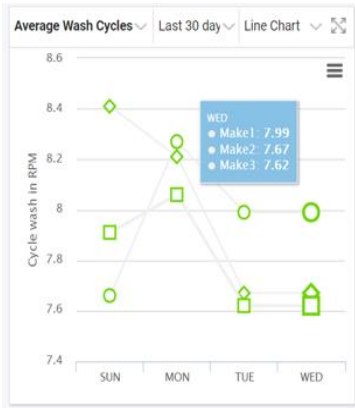 Average Wash Cycles Last 30 day Line Chart
8.6
8.4
8.2
8
7.8
7.6
7.4
Cycle wash in RPM
WED
Make1: 7.99
Make2: 7.67
Make3: 7.62
SUN MON TUE WED